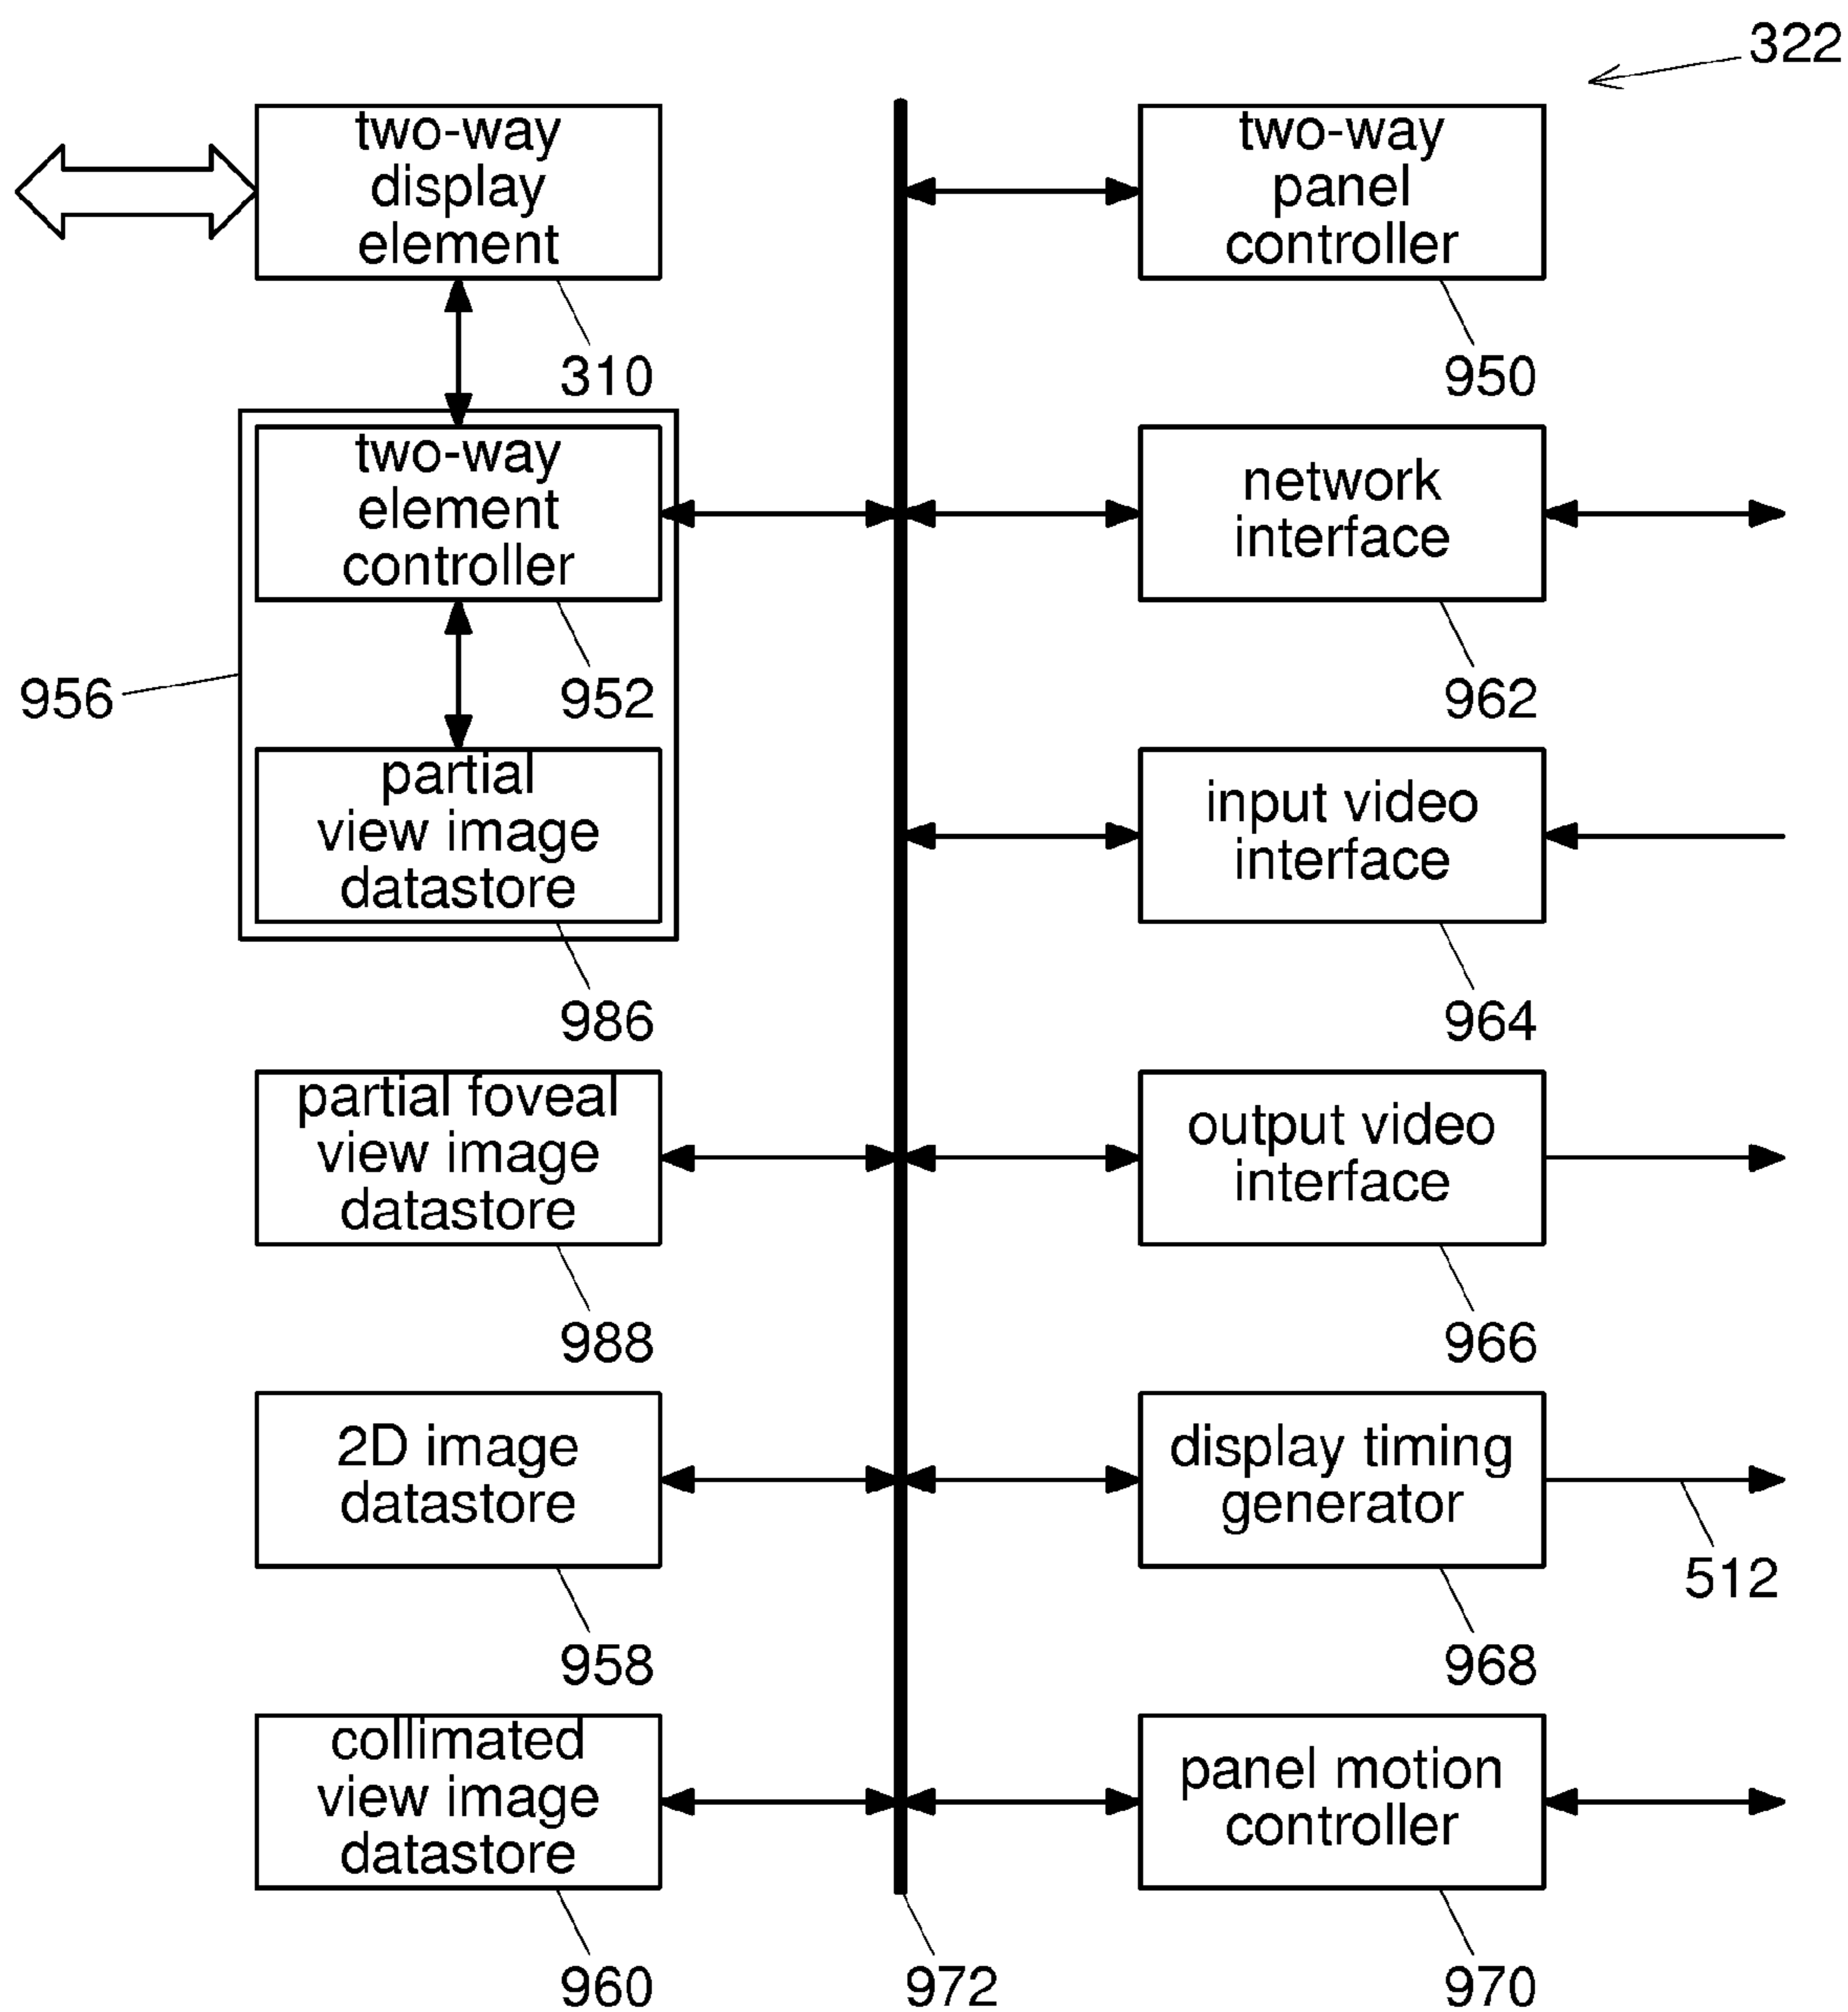 322
two-way
display
element
310
two-way
panel
controller
950
two-way
element
controller
952
956
network
interface
962
partial
view image
datastore
986
input video
interface
964
partial foveal
view image
datastore
988
output video
interface
966
2D image
datastore
958
display timing
generator
512
968
collimated
view image
datastore
960
972
panel motion
controller
970